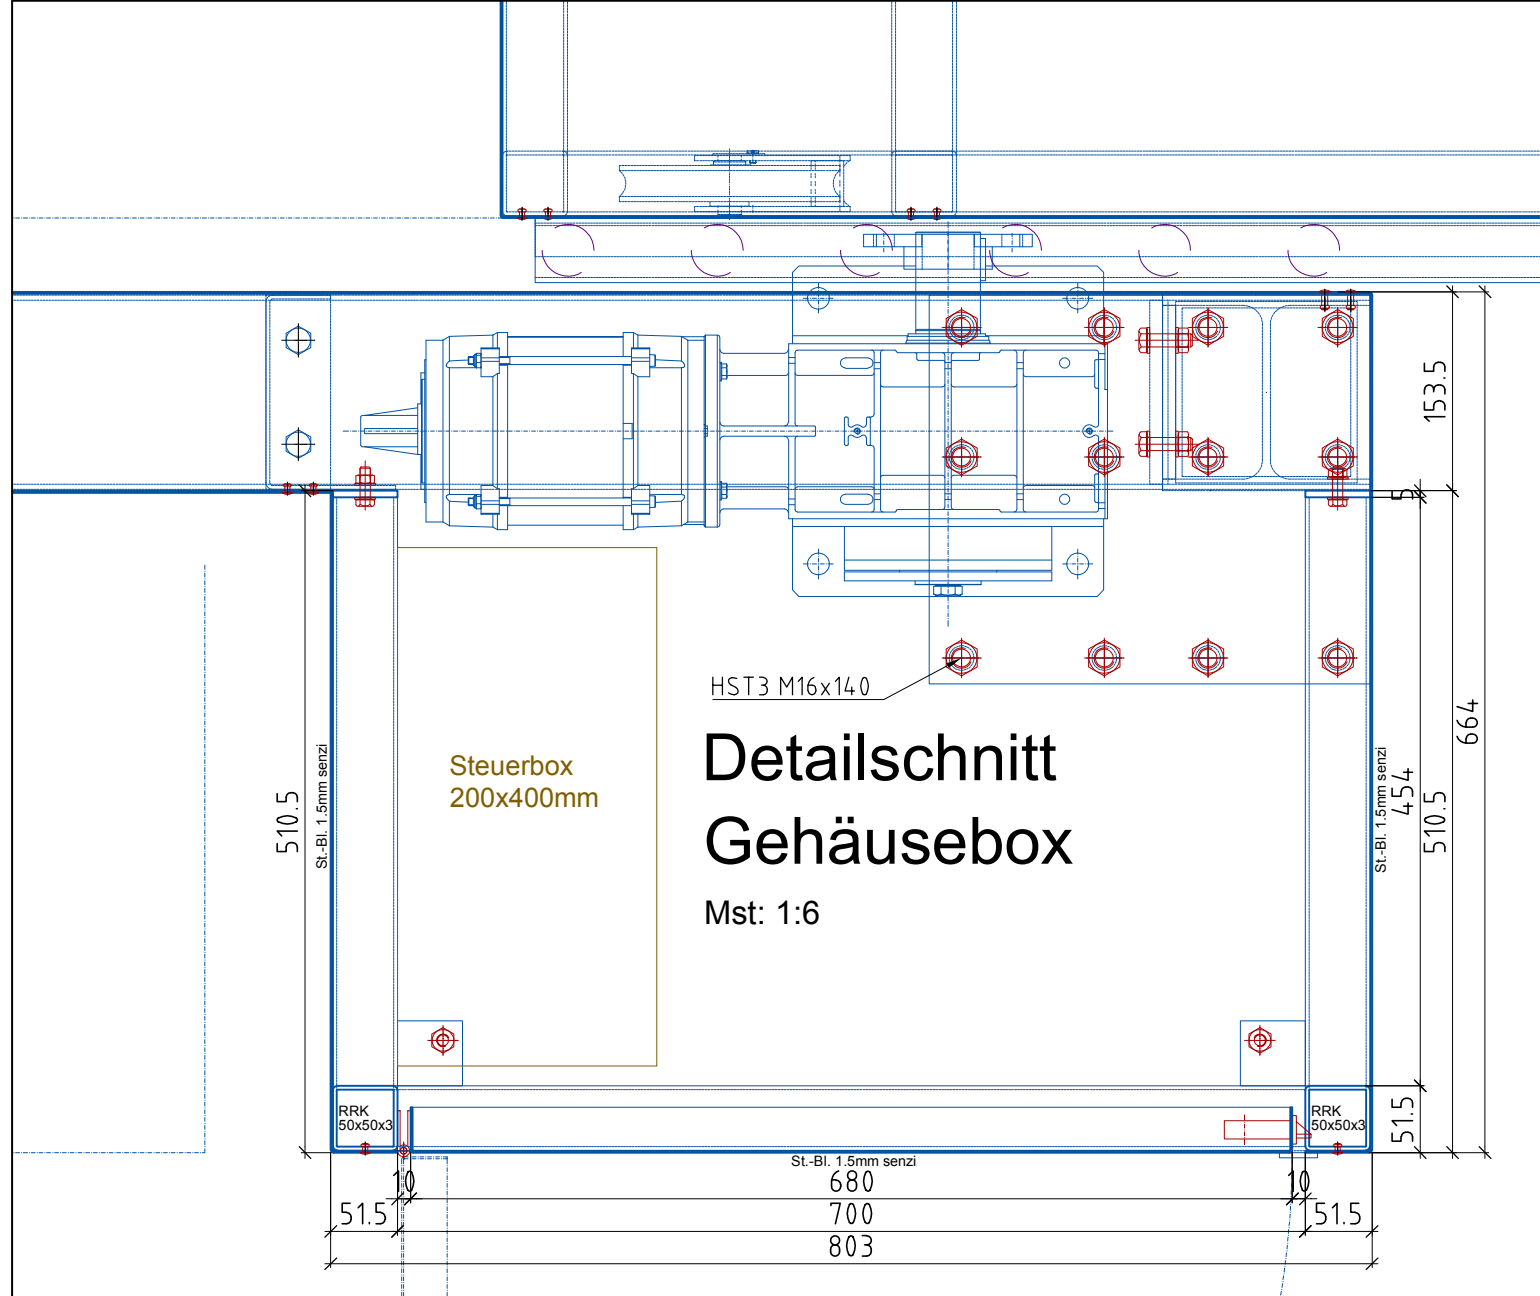 153.5
5
HST3 M16x140
664
Detailschnitt
Gehäusebox
Mst: 1:6
Steuerbox
200x400mm
510.5
St.-Bl. 1.5mm senzi
St.-Bl. 1.5mm senzi
454
510.5
RRK
50x50x3
RRK
50x50x3
51.5
St.-Bl. 1.5mm senzi
10
680
10
51.5
700
51.5
803